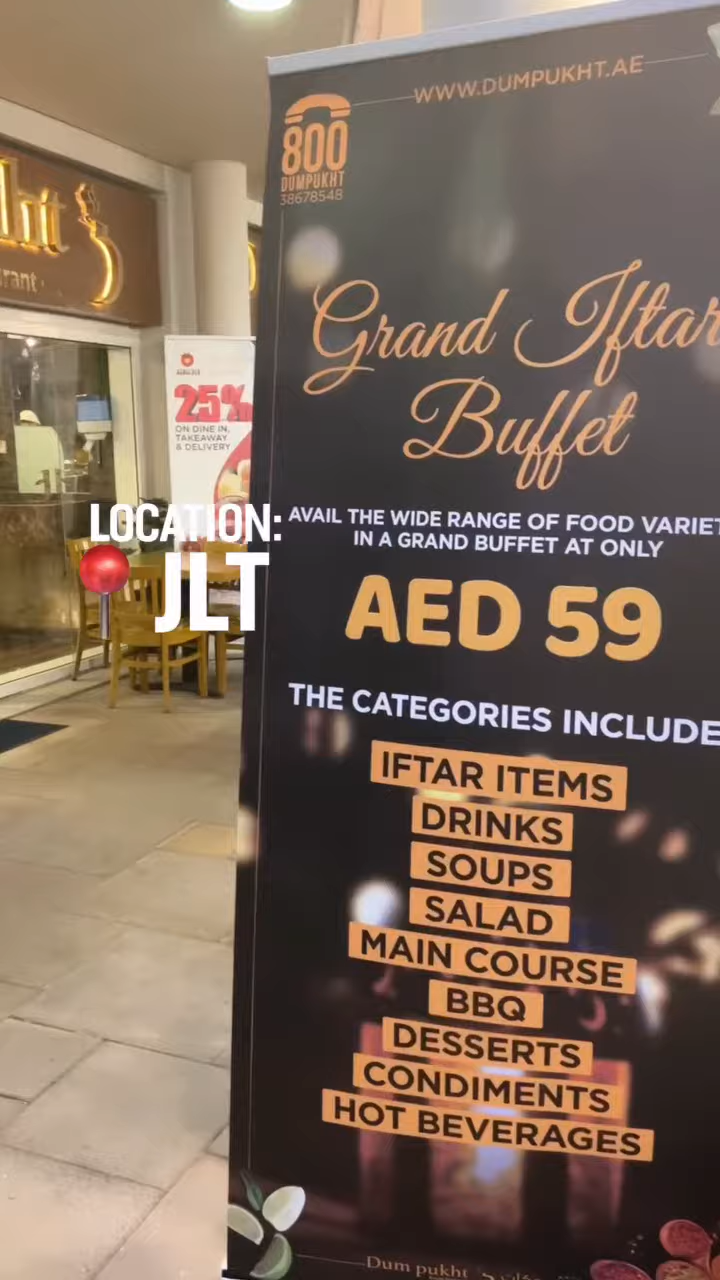 WWW.DUMPUKHT.AE
800
DUMPUKHT
38678548
Grand Iftar
Buffet
AVAIL THE WIDE RANGE OF FOOD VARIET
IN A GRAND BUFFET AT ONLY
AED 59
THE CATEGORIES INCLUDE
IFTAR ITEMS
DRINKS
SOUPS
SALAD
MAIN COURSE
BBQ
DESSERTS
CONDIMENTS
HOT BEVERAGES
Dum pukht
25%
ON DINE IN,
TAKEAWAY
& DELIVERY
LOCATION:
JLT